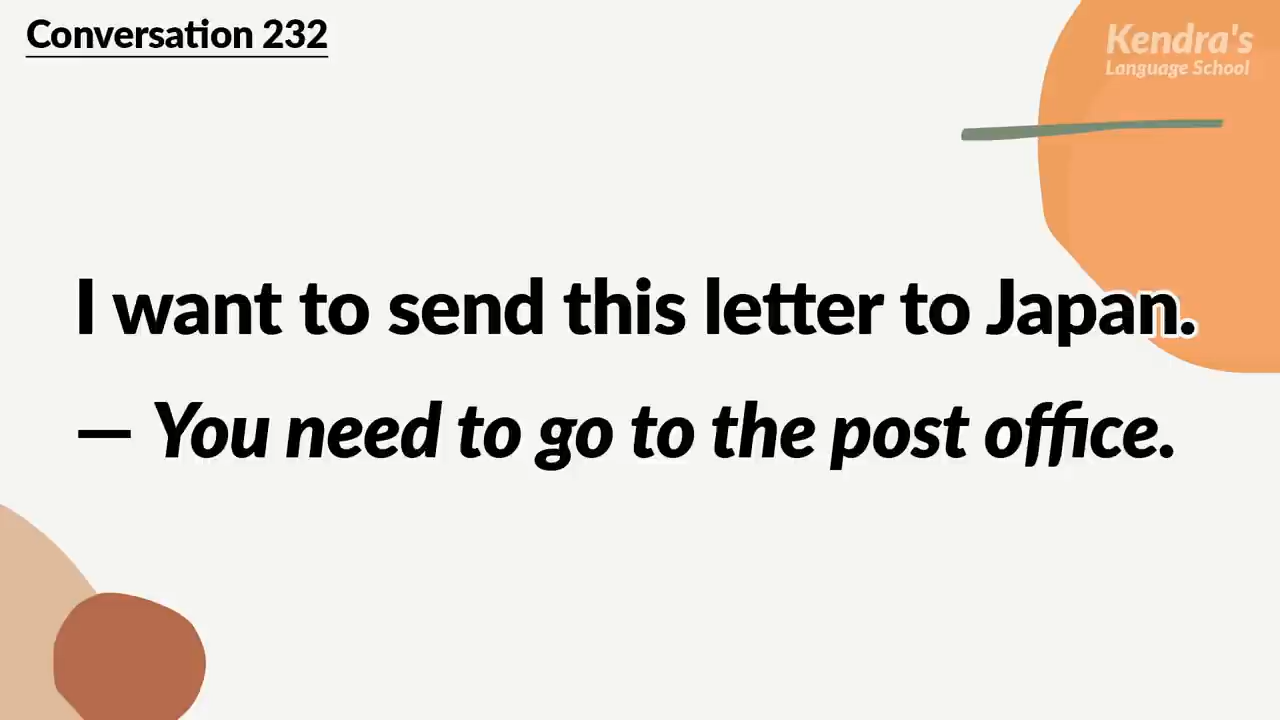 Conversation 232
Kendra's
Language School
I want to send this letter to Japan.
— You need to go to the post office.